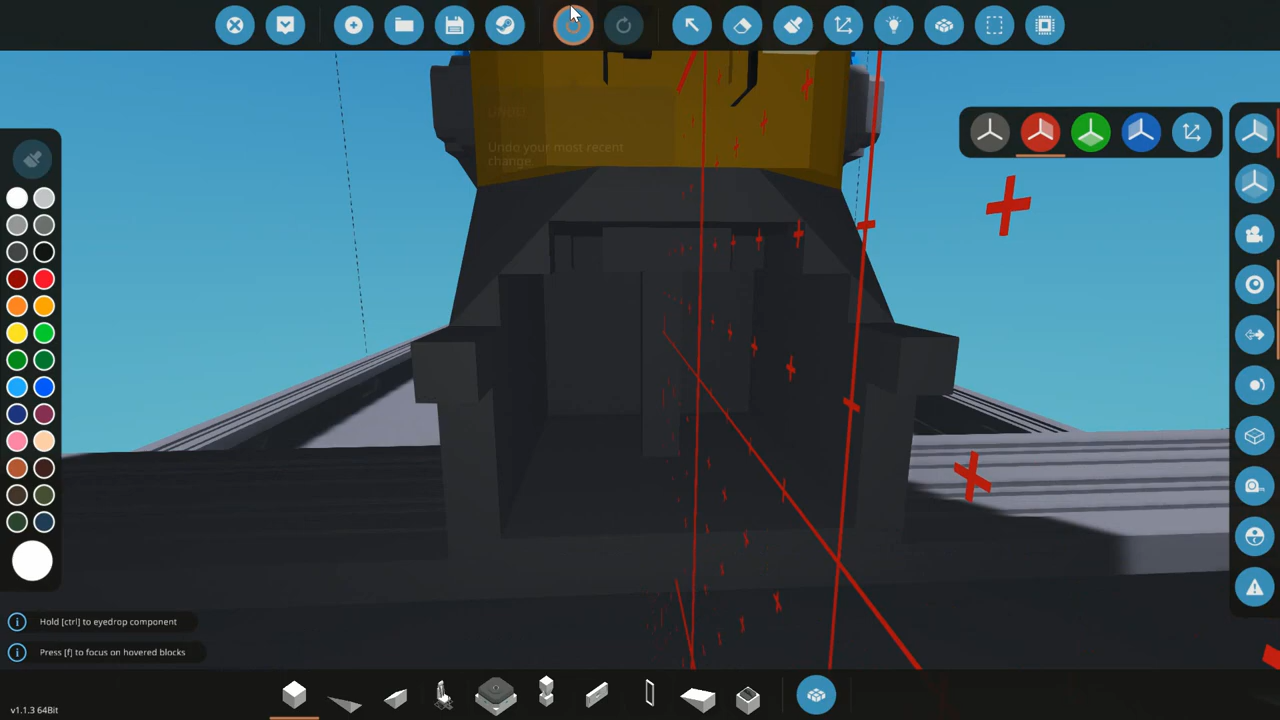 UNDO
Undo your most recent
change.
Hold [ctrl] to eyedrop component
Press [f] to focus on hovered blocks
v1.1.3 64Bit